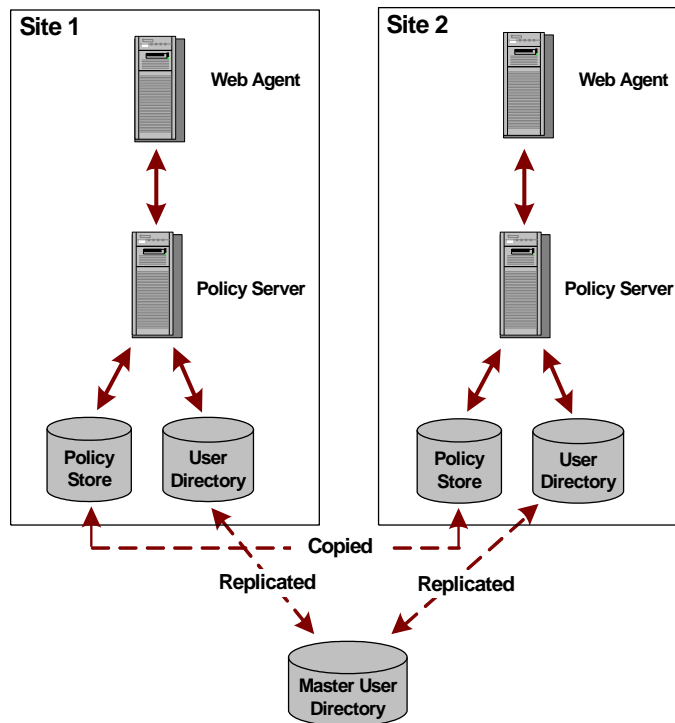 Site 1
Web Agent
Policy Server
Policy
Store
User
Directory
Site 2
Web Agent
Policy Server
Policy
Store
User
Directory
Copied
Replicated
Replicated
Master User
Directory